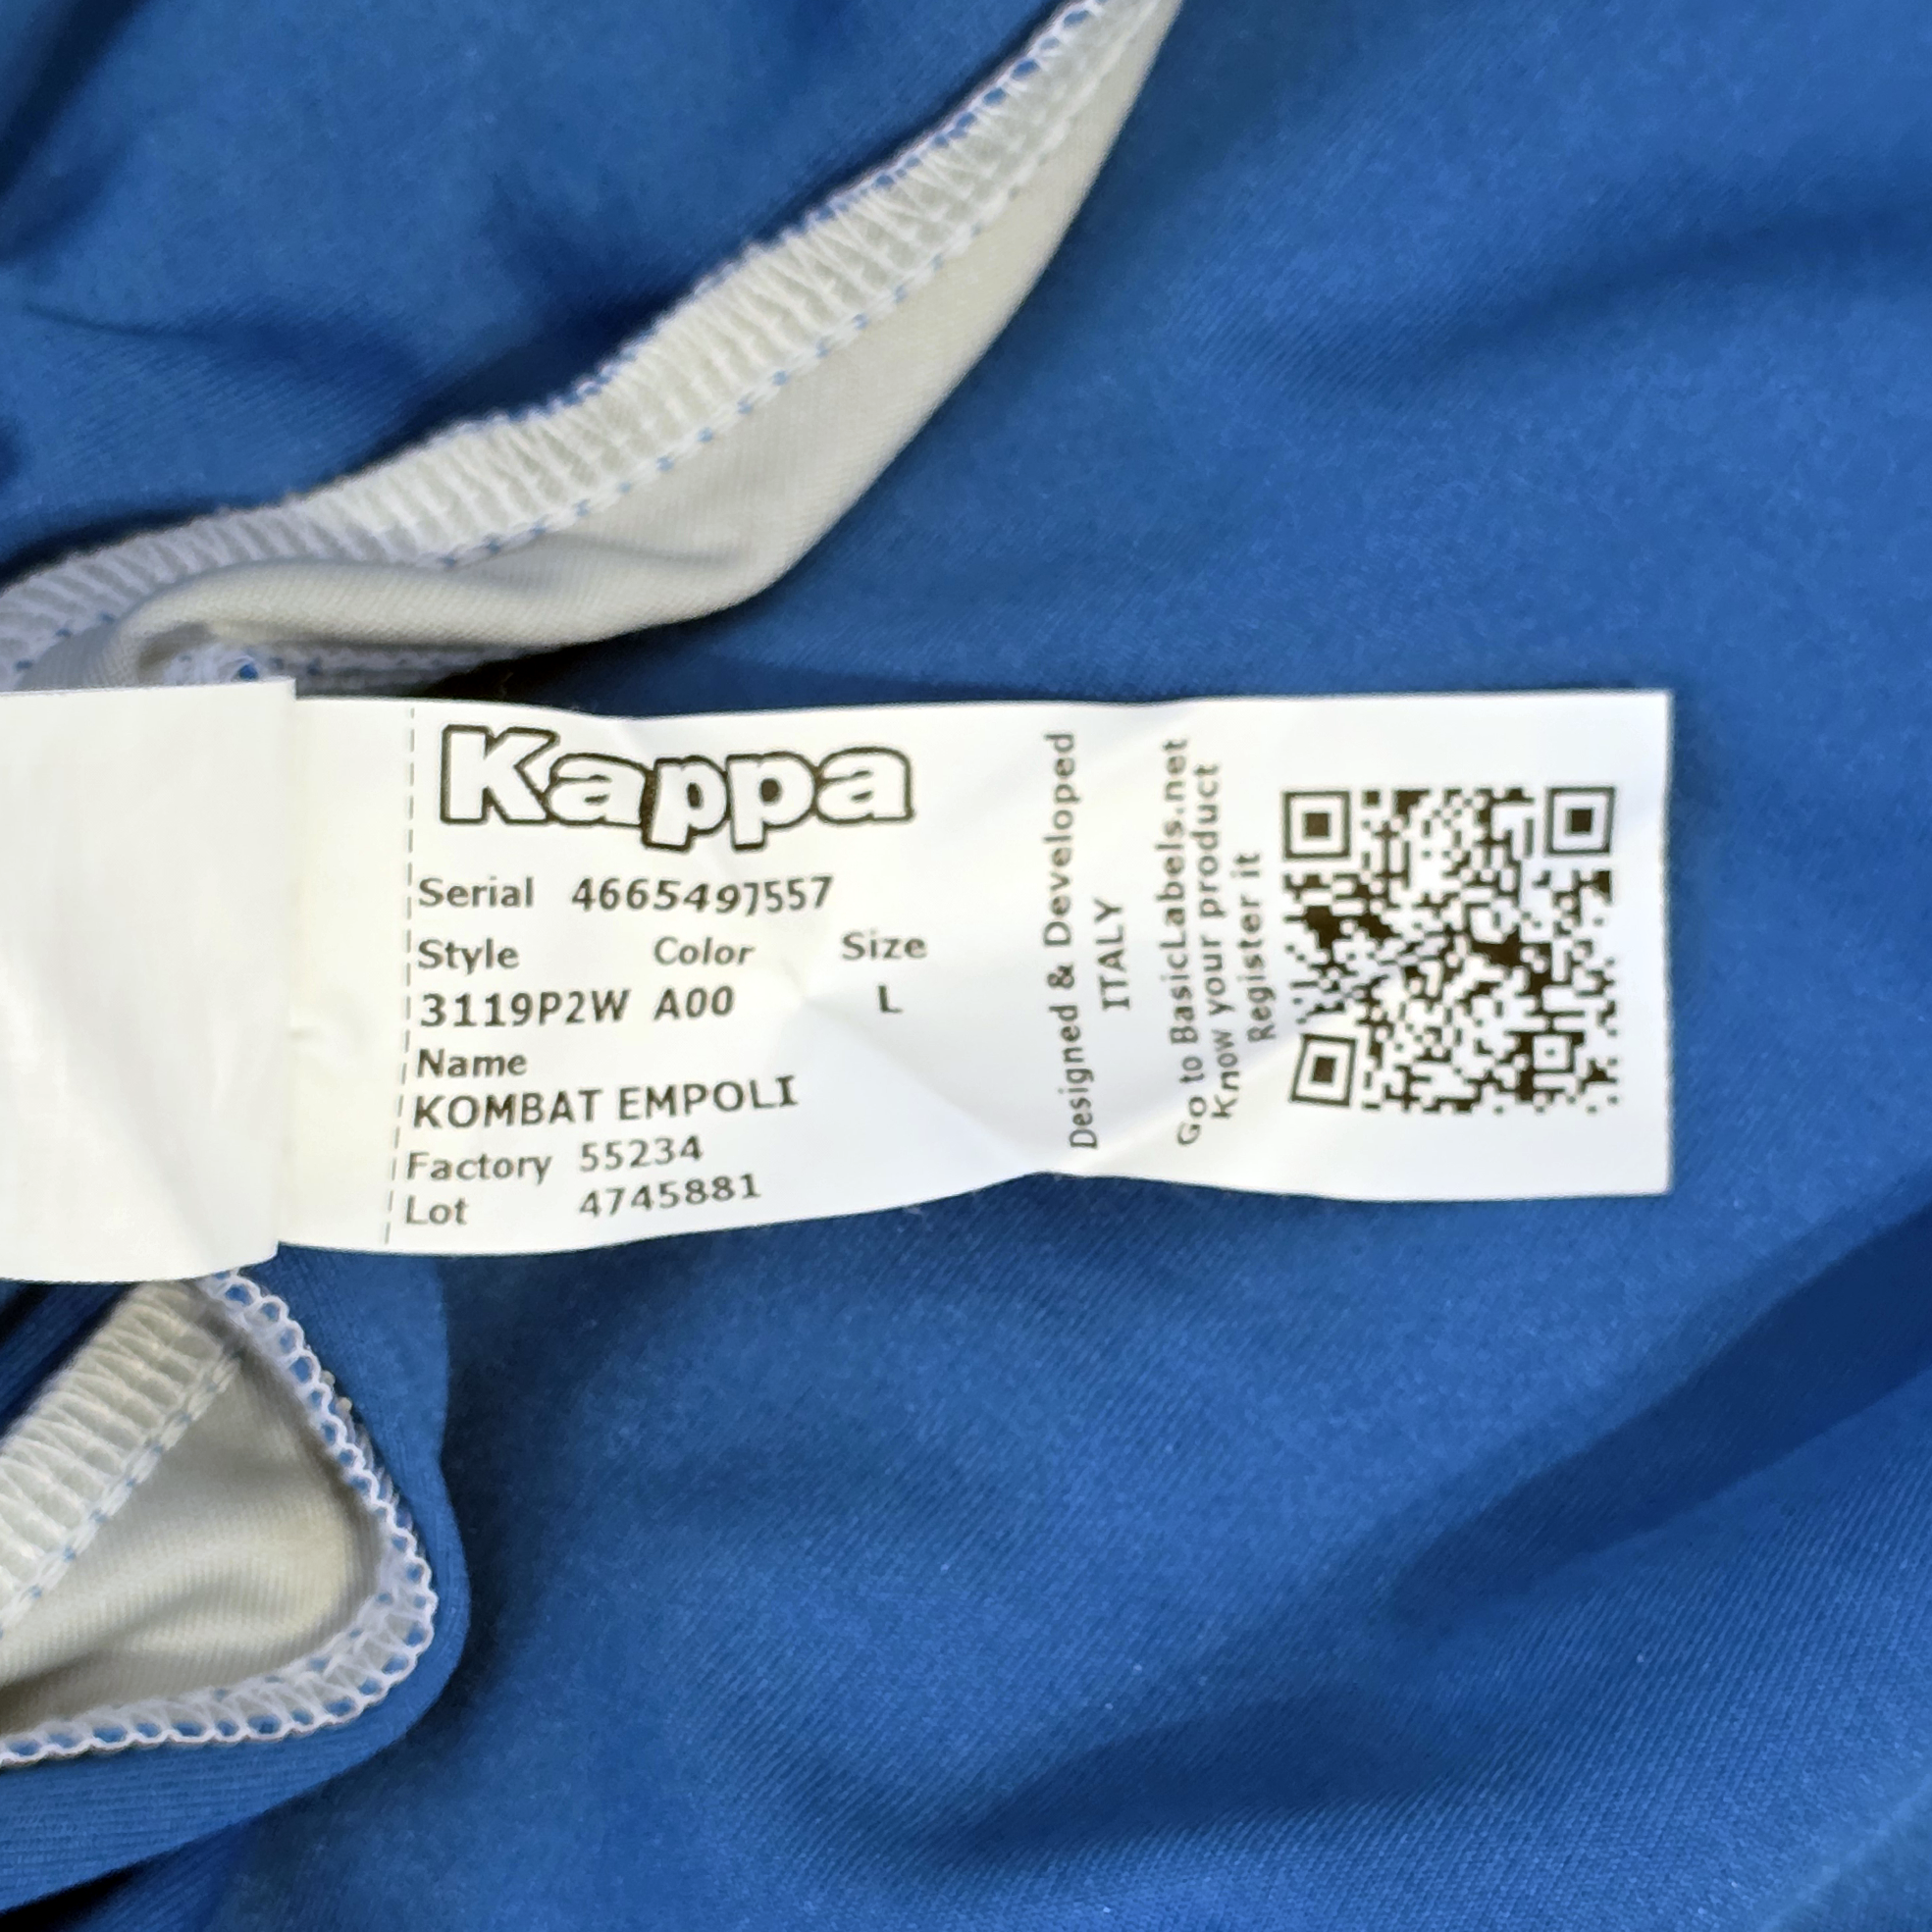 Kappa
Serial 4665497557
Style Color Size
3119P2W A00 L
Name
KOMBAT EMPOLI
Factory 55234
Lot 4745881
Designed & Developed
ITALY
Go to BasicLabels.net
Know your product
Register it